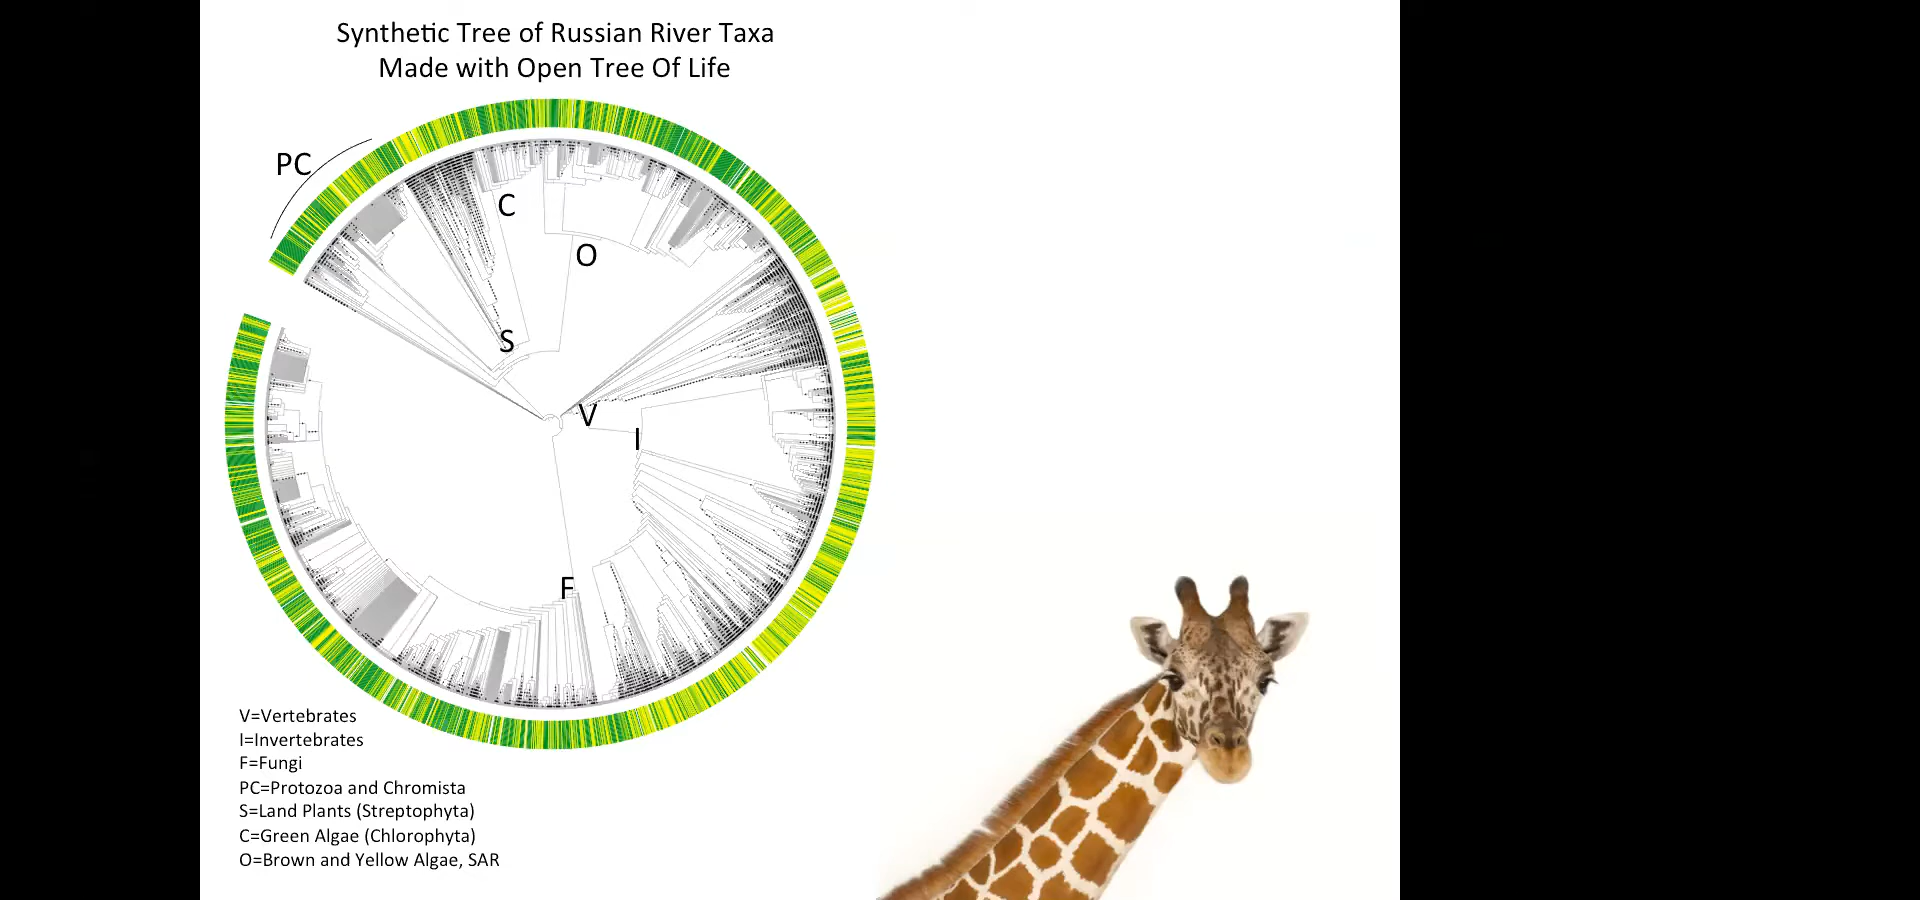 Synthetic Tree of Russian River Taxa
Made with Open Tree Of Life
PC
C
O
S
V
I
F
V=Vertebrates
I=Invertebrates
F=Fungi
PC=Protozoa and Chromista
S=Land Plants (Streptophyta)
C=Green Algae (Chlorophyta)
O=Brown and Yellow Algae, SAR